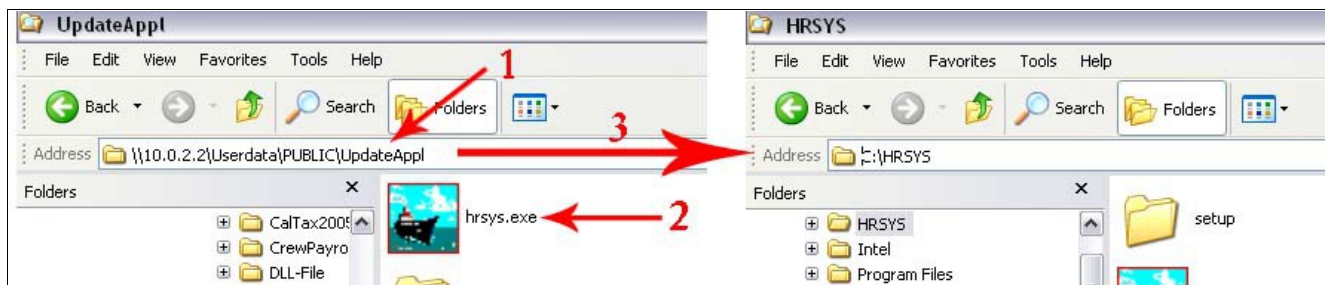 UpdateAppl
File Edit View Favorites Tools Help
Back Search Folders
Address \\10.0.2.2\Userdata\PUBLIC\UpdateAppl
Folders
CalTax2005
CrewPayro
DLL-File
hrsys.exe
1
2
3
HRSYS
File Edit View Favorites Tools Help
Back Search Folders
Address C:\HRSYS
Folders
HRSYS
Intel
Program Files
setup